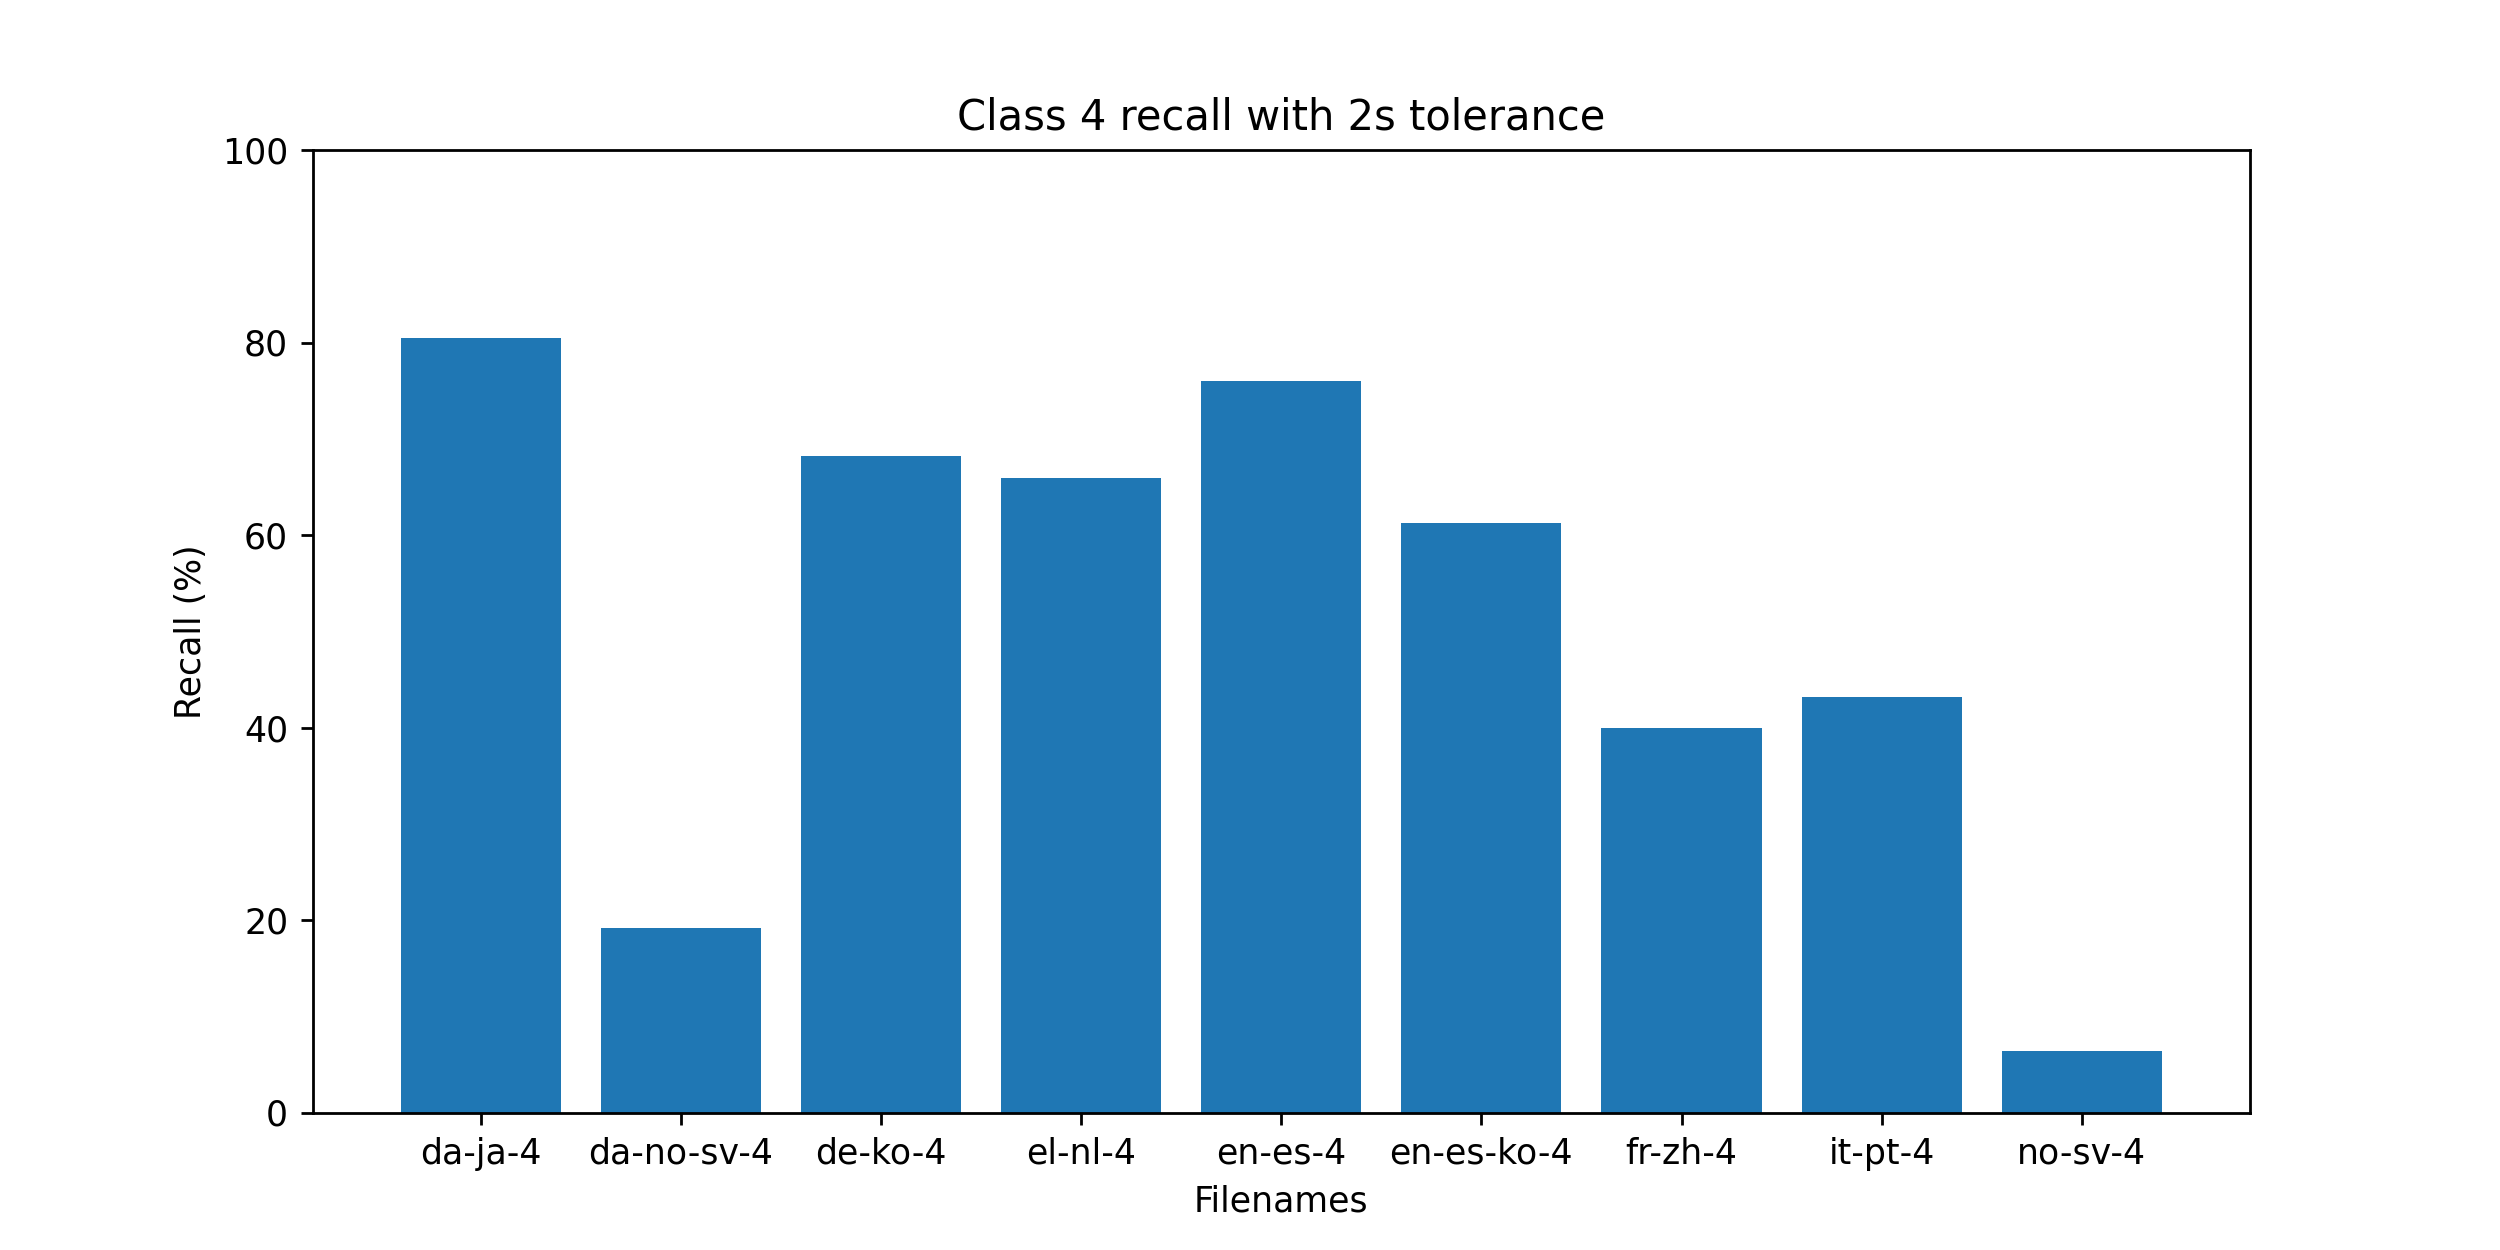 Class 4 recall with 2s tolerance
100
80
60
40
20
0
Recall (%)
da-ja-4 da-no-sv-4 de-ko-4 el-nl-4 en-es-4 en-es-ko-4 fr-zh-4 it-pt-4 no-sv-4
Filenames